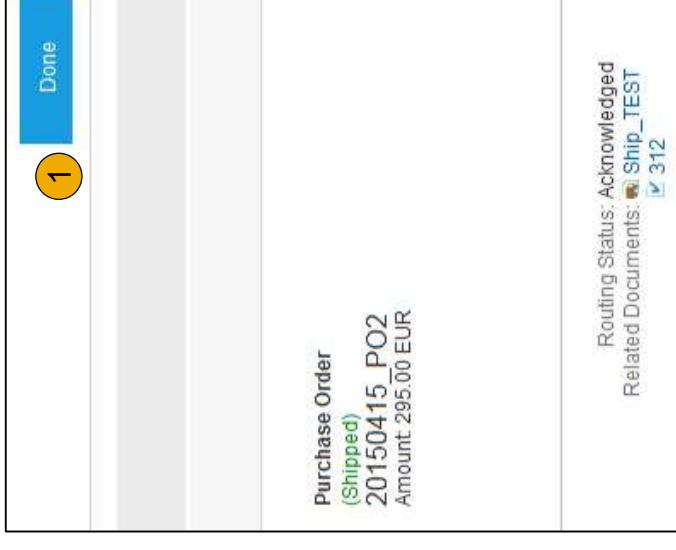 1
Done
Purchase Order
(Shipped)
20150415_PO2
Amount: 295.00 EUR
Routing Status: Acknowledged
Related Documents: Ship_TEST
312